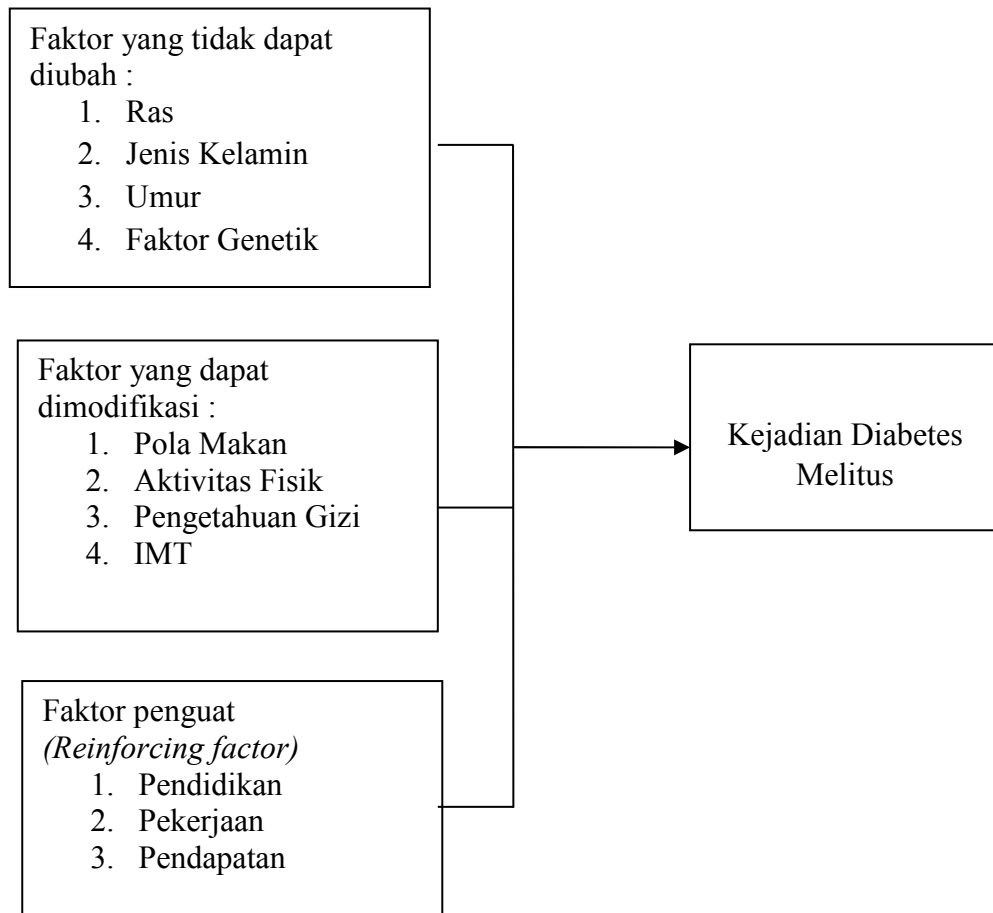 Faktor yang tidak dapat
diubah :
1. Ras
2. Jenis Kelamin
3. Umur
4. Faktor Genetik
Faktor yang dapat
dimodifikasi :
1. Pola Makan
2. Aktivitas Fisik
3. Pengetahuan Gizi
4. IMT
Kejadian Diabetes
Melitus
Faktor penguat
(Reinforcing factor)
1. Pendidikan
2. Pekerjaan
3. Pendapatan